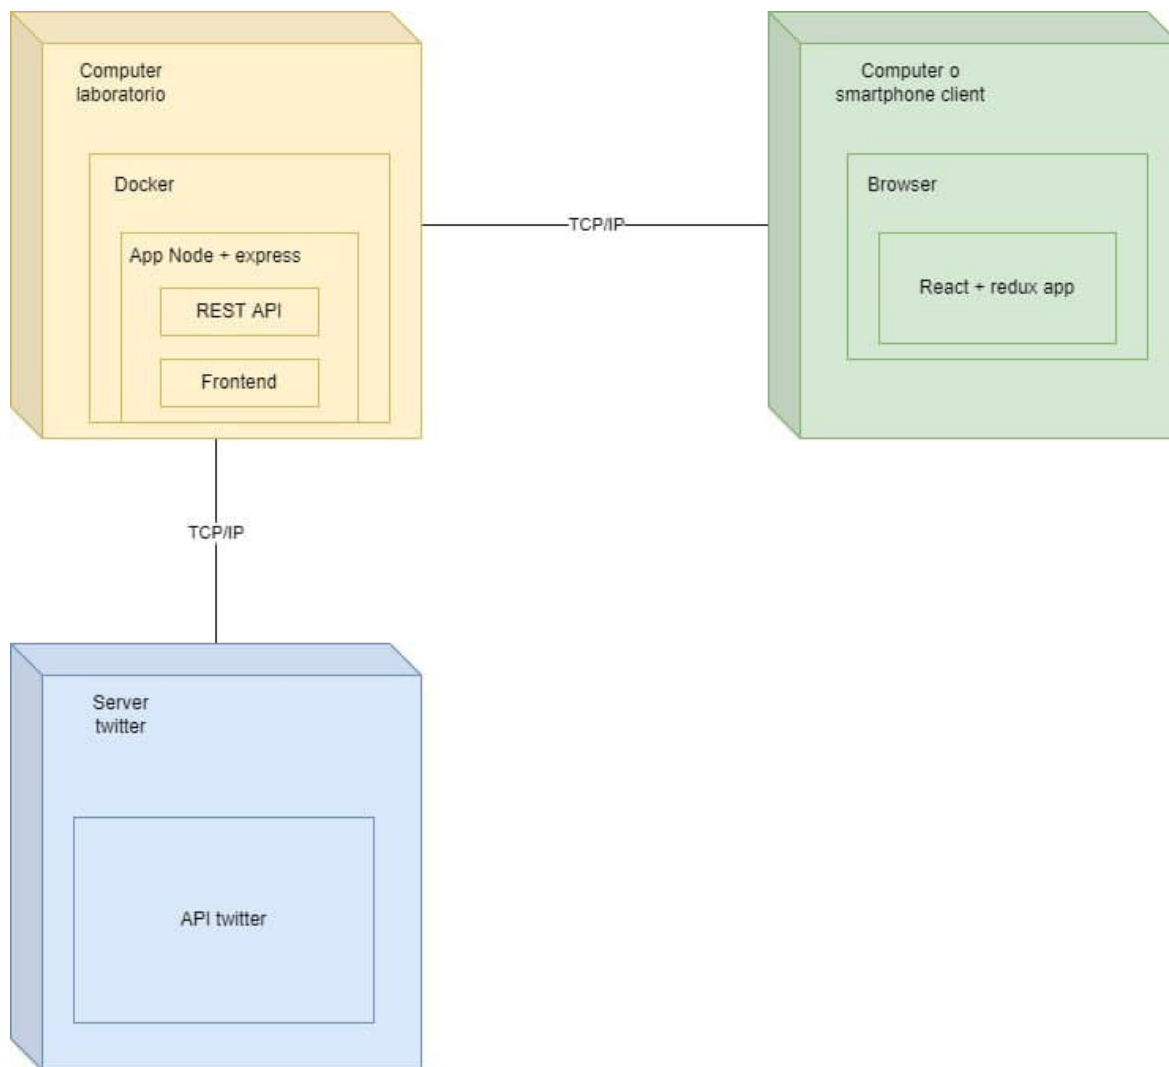 Computer
laboratorio
Docker
App Node + express
REST API
Frontend
TCP/IP
Computer o
smartphone client
Browser
React + redux app
TCP/IP
Server
twitter
API twitter